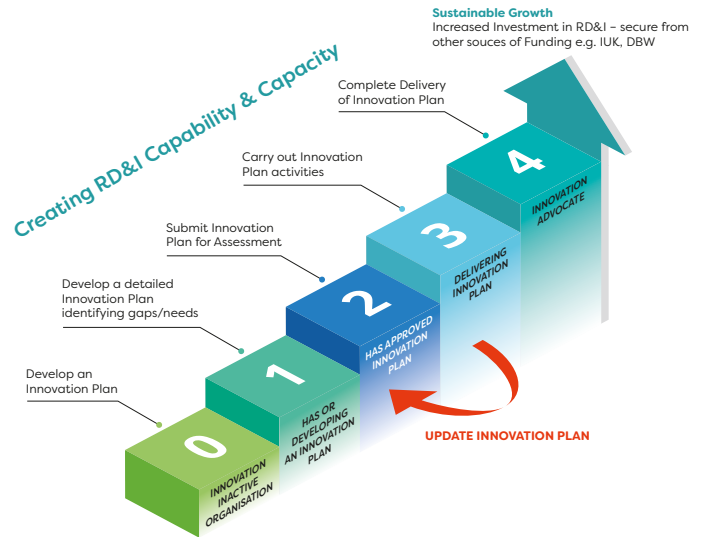 Sustainable Growth
Increased Investment in RD&I – secure from
other souces of Funding e.g. IUK, DBW
Creating RD&I Capability & Capacity
Complete Delivery
of Innovation Plan
Carry out Innovation
Plan activities
Submit Innovation
Plan for Assessment
Develop a detailed
Innovation Plan
identifying gaps/needs
Develop an
Innovation Plan
4
INNOVATION
ADVOCATE
3
DELIVERING
INNOVATION
PLAN
2
HAS APPROVED
INNOVATION
PLAN
1
HAS OR
DEVELOPING
AN INNOVATION
PLAN
0
INNOVATION
INACTIVE
ORGANISATION
UPDATE INNOVATION PLAN